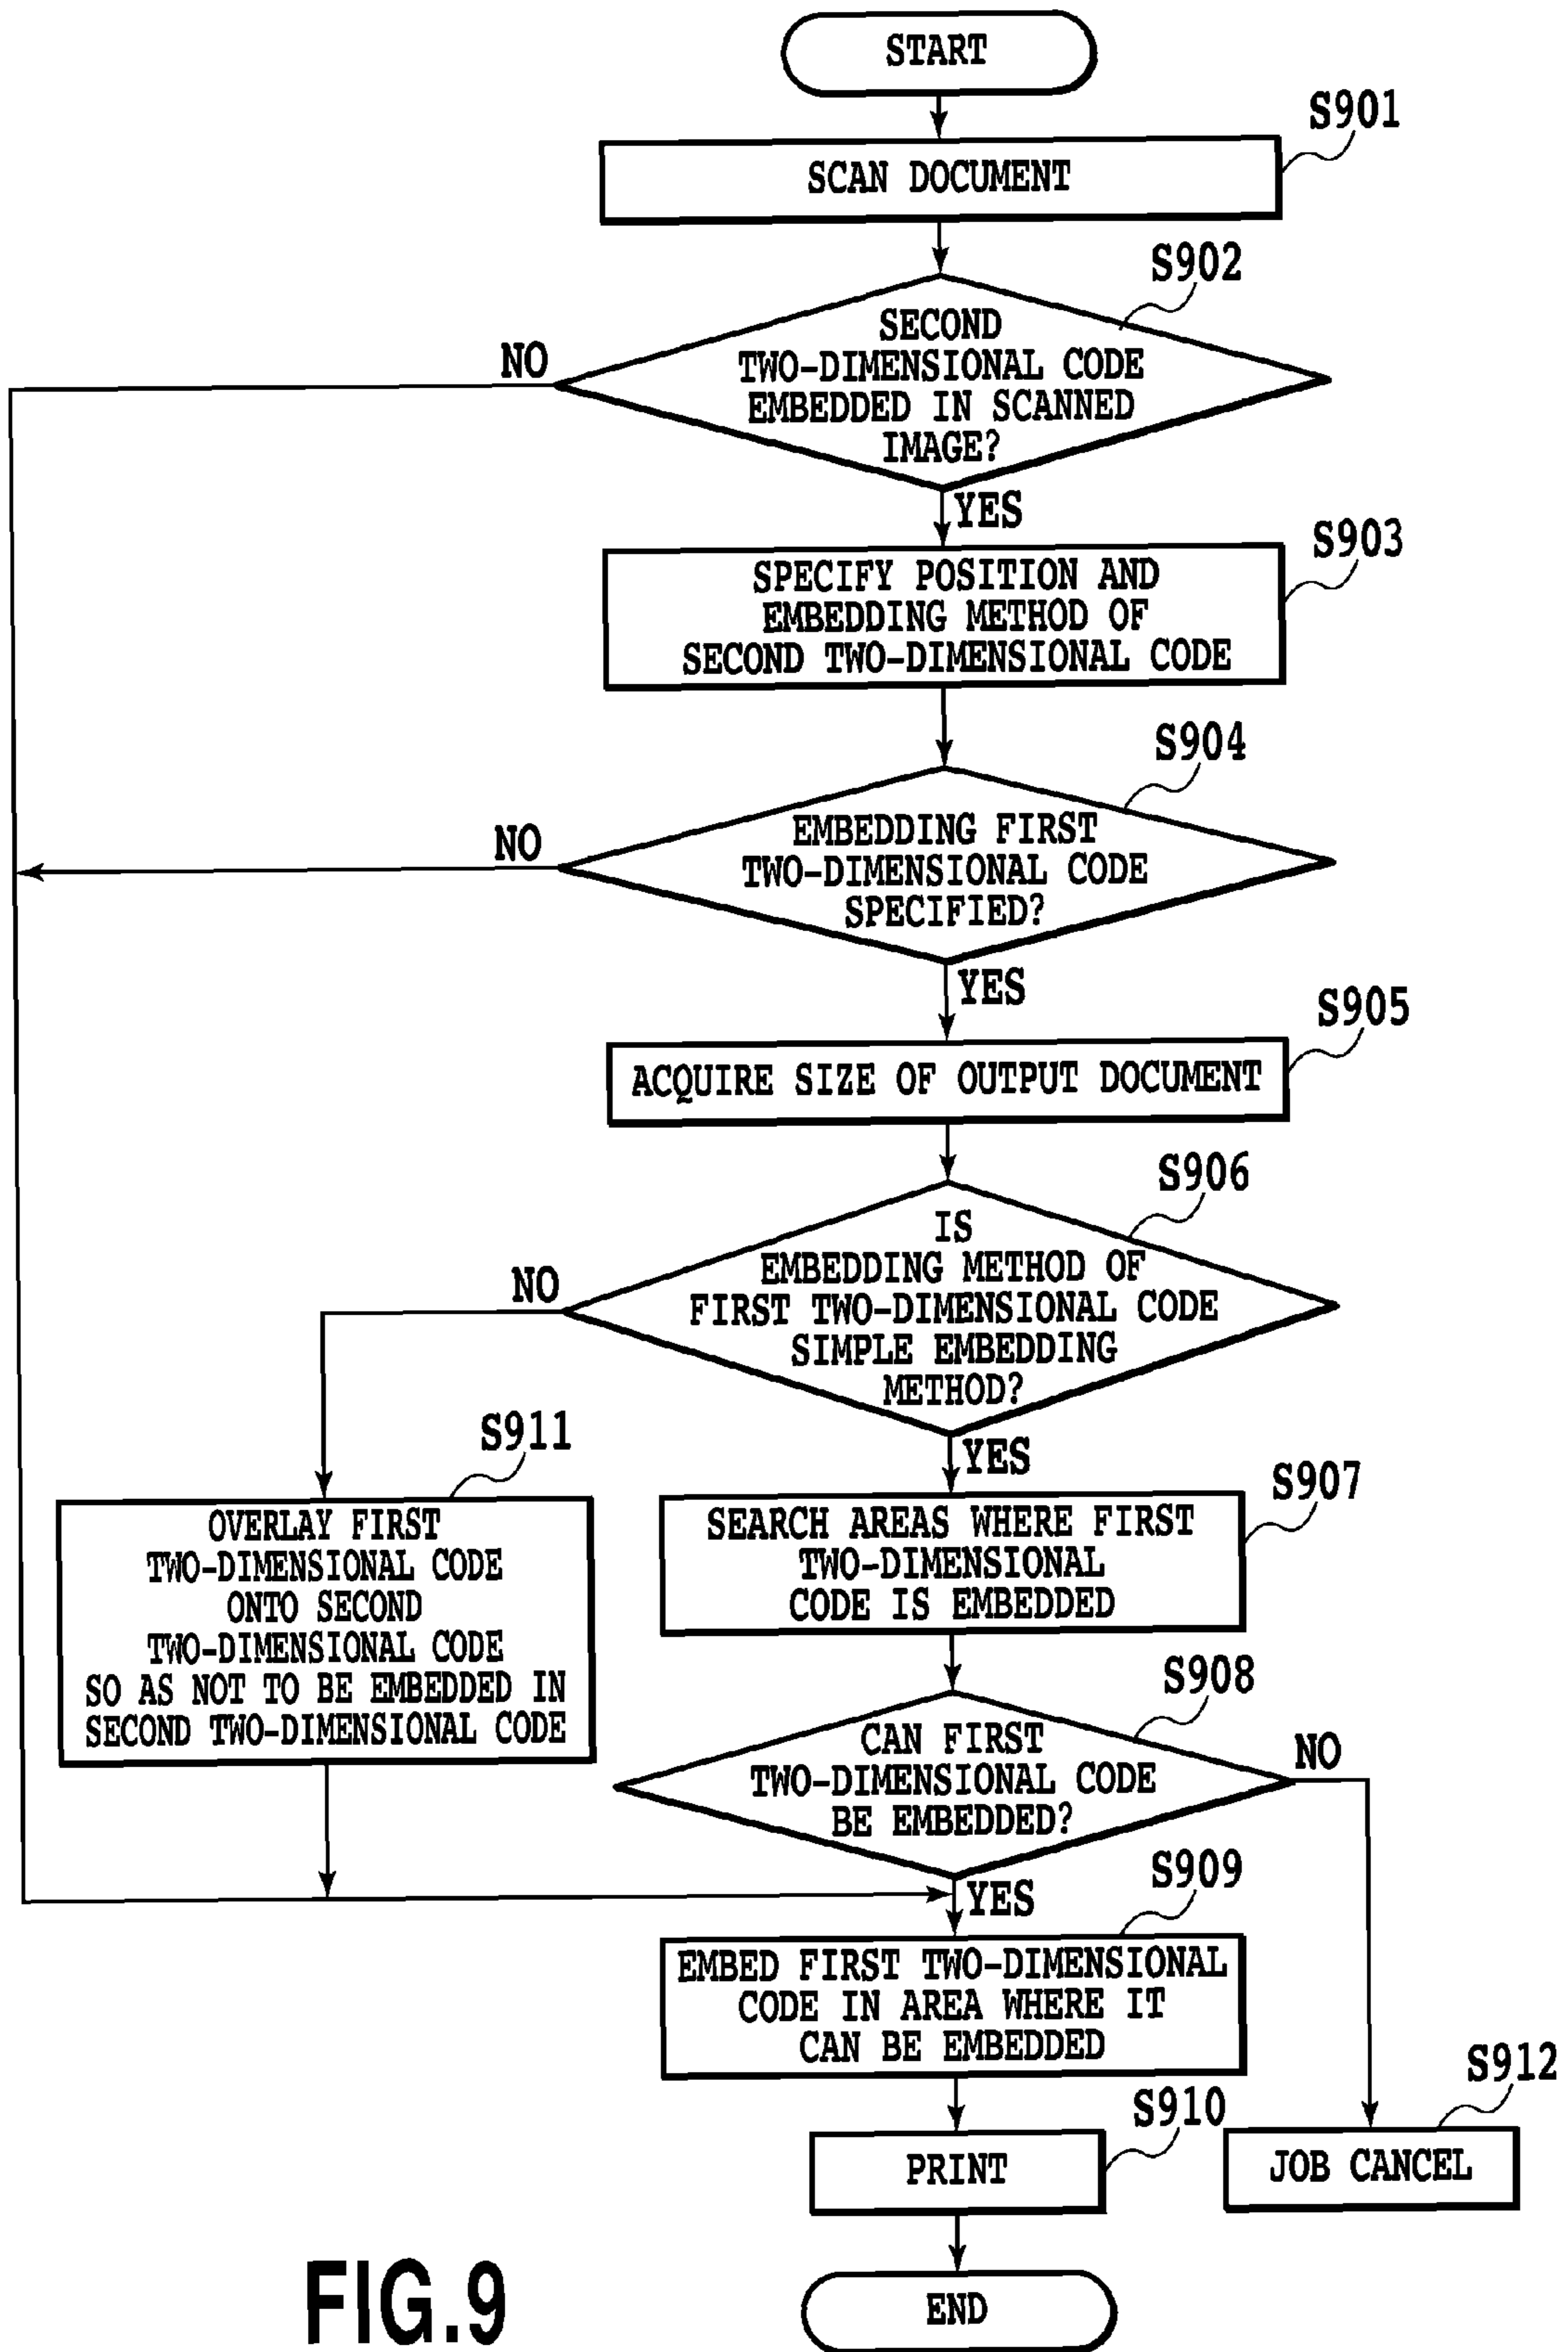 START
S901
SCAN DOCUMENT
S902
SECOND
TWO-DIMENSIONAL CODE
EMBEDDED IN SCANNED
IMAGE?
NO
YES
S903
SPECIFY POSITION AND
EMBEDDING METHOD OF
SECOND TWO-DIMENSIONAL CODE
S904
EMBEDDING FIRST
TWO-DIMENSIONAL CODE
SPECIFIED?
NO
YES
S905
ACQUIRE SIZE OF OUTPUT DOCUMENT
S906
IS
EMBEDDING METHOD OF
FIRST TWO-DIMENSIONAL CODE
SIMPLE EMBEDDING
METHOD?
NO
YES
S911
OVERLAY FIRST
TWO-DIMENSIONAL CODE
ONTO SECOND
TWO-DIMENSIONAL CODE
SO AS NOT TO BE EMBEDDED IN
SECOND TWO-DIMENSIONAL CODE
S907
SEARCH AREAS WHERE FIRST
TWO-DIMENSIONAL
CODE IS EMBEDDED
S908
CAN FIRST
TWO-DIMENSIONAL CODE
BE EMBEDDED?
NO
YES
S909
EMBED FIRST TWO-DIMENSIONAL
CODE IN AREA WHERE IT
CAN BE EMBEDDED
S910
PRINT
S912
JOB CANCEL
END
FIG.9